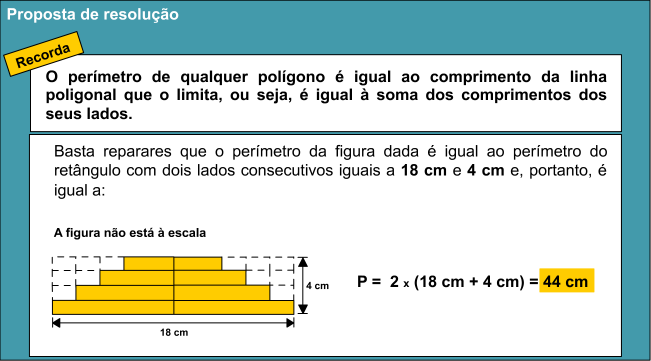 Proposta de resolução
Recorda
O perímetro de qualquer polígono é igual ao comprimento da linha
poligonal que o limita, ou seja, é igual à soma dos comprimentos dos
seus lados.
Basta reparares que o perímetro da figura dada é igual ao perímetro do
retângulo com dois lados consecutivos iguais a 18 cm e 4 cm e, portanto, é
igual a:
A figura não está à escala
4 cm
P = 2 x (18 cm + 4 cm) = 44 cm
18 cm